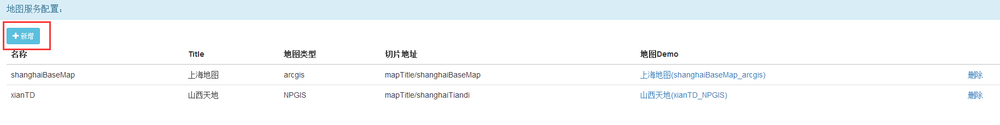 地图服务配置：
新增
名称 Title 地图类型 切片地址 地图Demo
shanghaiBaseMap 上海地图 arcgis mapTitle/shanghaiBaseMap 上海地图(shanghaiBaseMap_arcgis) 删除
xianTD 山西天地 NPGIS mapTitle/shanghaiTiandi 山西天地(xianTD_NPGIS) 删除